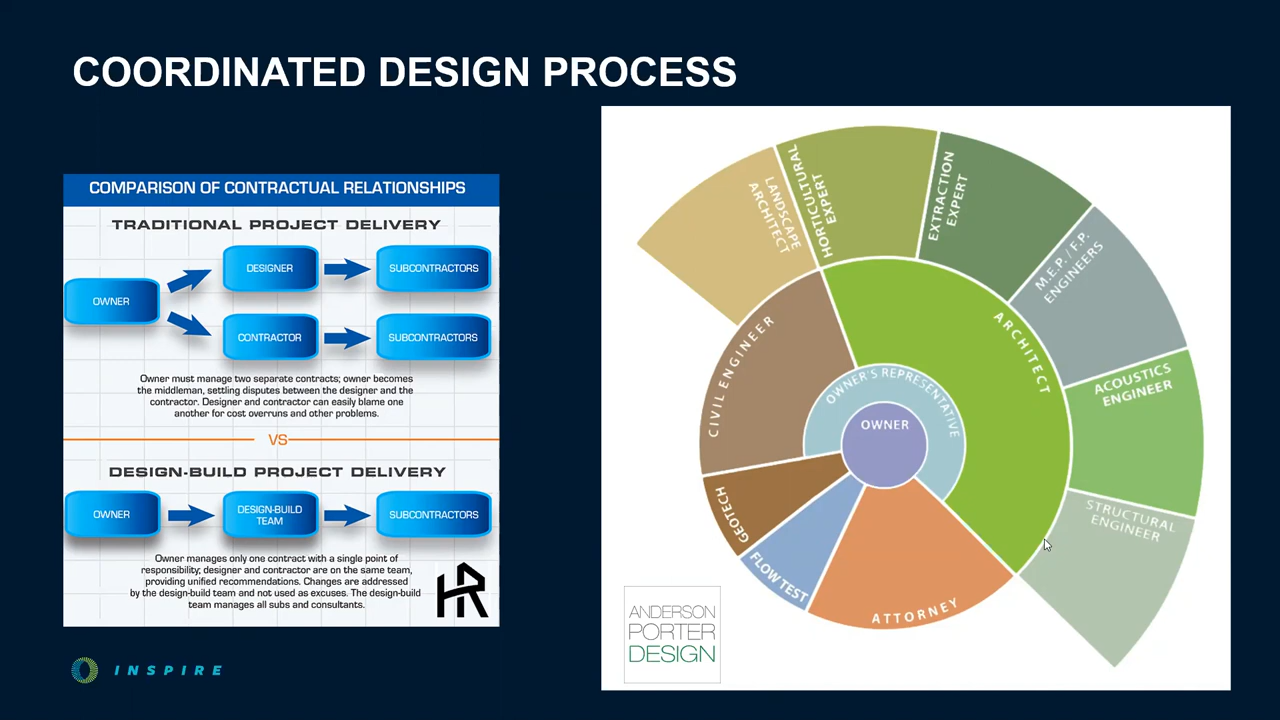 COORDINATED DESIGN PROCESS
COMPARISON OF CONTRACTUAL RELATIONSHIPS
TRADITIONAL PROJECT DELIVERY
OWNER
DESIGNER
SUBCONTRACTORS
CONTRACTOR
SUBCONTRACTORS
Owner must manage two separate contracts; owner becomes
the middleman, settling disputes between the designer and the
contractor. Designer and contractor can easily blame one
another for cost overruns and other problems.
VS
DESIGN-BUILD PROJECT DELIVERY
OWNER
DESIGN-BUILD
TEAM
SUBCONTRACTORS
Owner manages only one contract with a single point of
responsibility; designer and contractor are on the same team,
providing unified recommendations. Changes are addressed
by the design-build team and not used as excuses. The design-build
team manages all subs and consultants.
HR
INSPIRE
LANDSCAPE
ARCHITECT
HORTICULTURAL
EXPERT
EXTRACTION
EXPERT
M.E.P. / F.P.
ENGINEERS
ACOUSTICS
ENGINEER
STRUCTURAL
ENGINEER
ARCHITECT
CIVIL ENGINEER
OWNER'S REPRESENTATIVE
OWNER
GEOTECH
FLOW TEST
ATTORNEY
ANDERSON
PORTER
DESIGN